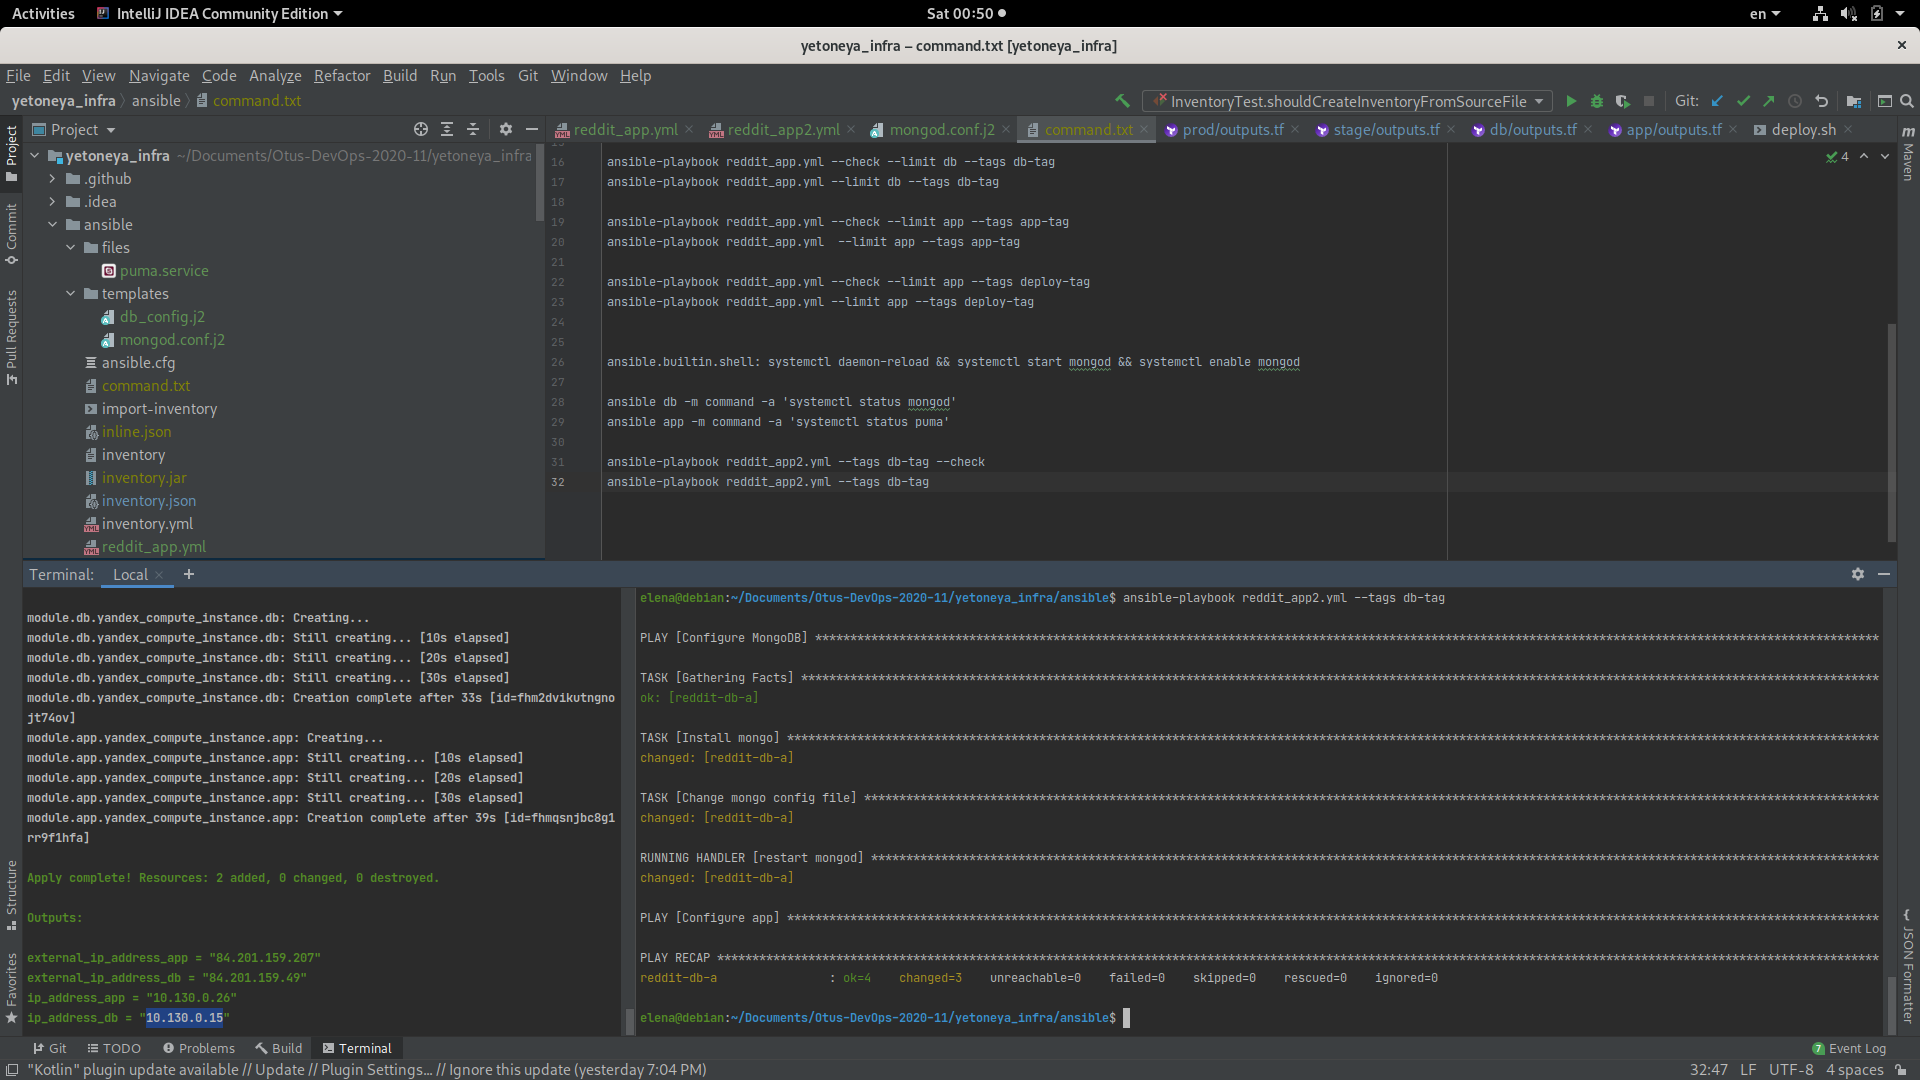 Activities
IntelliJ IDEA Community Edition
Sat 00:50
en
yetoneya_infra – command.txt [yetoneya_infra]
File Edit View Navigate Code Analyze Refactor Build Run Tools Git Window Help
yetoneya_infra ansible command.txt
InventoryTest.shouldCreateInventoryFromSourceFile
Git:
Project
reddit_app.yml reddit_app2.yml mongod.conf.j2 command.txt prod/outputs.tf stage/outputs.tf db/outputs.tf app/outputs.tf deploy.sh
Project
Commit
Pull Requests
Structure
Favorites
yetoneya_infra ~/Documents/Otus-DevOps-2020-11/yetoneya_infra
.github
.idea
ansible
files
puma.service
templates
db_config.j2
mongod.conf.j2
ansible.cfg
command.txt
import-inventory
inline.json
inventory
inventory.jar
inventory.json
inventory.yml
reddit_app.yml
15
16 ansible-playbook reddit_app.yml --check --limit db --tags db-tag
17 ansible-playbook reddit_app.yml --limit db --tags db-tag
18
19 ansible-playbook reddit_app.yml --check --limit app --tags app-tag
20 ansible-playbook reddit_app.yml  --limit app --tags app-tag
21
22 ansible-playbook reddit_app.yml --check --limit app --tags deploy-tag
23 ansible-playbook reddit_app.yml --limit app --tags deploy-tag
24
25
26 ansible.builtin.shell: systemctl daemon-reload && systemctl start mongod && systemctl enable mongod
27
28 ansible db -m command -a 'systemctl status mongod'
29 ansible app -m command -a 'systemctl status puma'
30
31 ansible-playbook reddit_app2.yml --tags db-tag --check
32 ansible-playbook reddit_app2.yml --tags db-tag
4
Maven
JSON Formatter
Terminal: Local
module.db.yandex_compute_instance.db: Creating...
module.db.yandex_compute_instance.db: Still creating... [10s elapsed]
module.db.yandex_compute_instance.db: Still creating... [20s elapsed]
module.db.yandex_compute_instance.db: Still creating... [30s elapsed]
module.db.yandex_compute_instance.db: Creation complete after 33s [id=fhm2dvikutngno
jt74ov]
module.app.yandex_compute_instance.app: Creating...
module.app.yandex_compute_instance.app: Still creating... [10s elapsed]
module.app.yandex_compute_instance.app: Still creating... [20s elapsed]
module.app.yandex_compute_instance.app: Still creating... [30s elapsed]
module.app.yandex_compute_instance.app: Creation complete after 39s [id=fhmqsnjbc8g1
rr9f1hfa]
Apply complete! Resources: 2 added, 0 changed, 0 destroyed.
Outputs:
external_ip_address_app = "84.201.159.207"
external_ip_address_db = "84.201.159.49"
ip_address_app = "10.130.0.26"
ip_address_db = "10.130.0.15"
elena@debian:~/Documents/Otus-DevOps-2020-11/yetoneya_infra/ansible$ ansible-playbook reddit_app2.yml --tags db-tag
PLAY [Configure MongoDB] ****
TASK [Gathering Facts] ****
ok: [reddit-db-a]
TASK [Install mongo] ****
changed: [reddit-db-a]
TASK [Change mongo config file] ****
changed: [reddit-db-a]
RUNNING HANDLER [restart mongod] ****
changed: [reddit-db-a]
PLAY [Configure app] ****
PLAY RECAP ****
reddit-db-a : ok=4 changed=3 unreachable=0 failed=0 skipped=0 rescued=0 ignored=0
elena@debian:~/Documents/Otus-DevOps-2020-11/yetoneya_infra/ansible$
Git TODO Problems Build Terminal
7 Event Log
"Kotlin" plugin update available // Update // Plugin Settings... // Ignore this update (yesterday 7:04 PM)
32:47 LF UTF-8 4 spaces